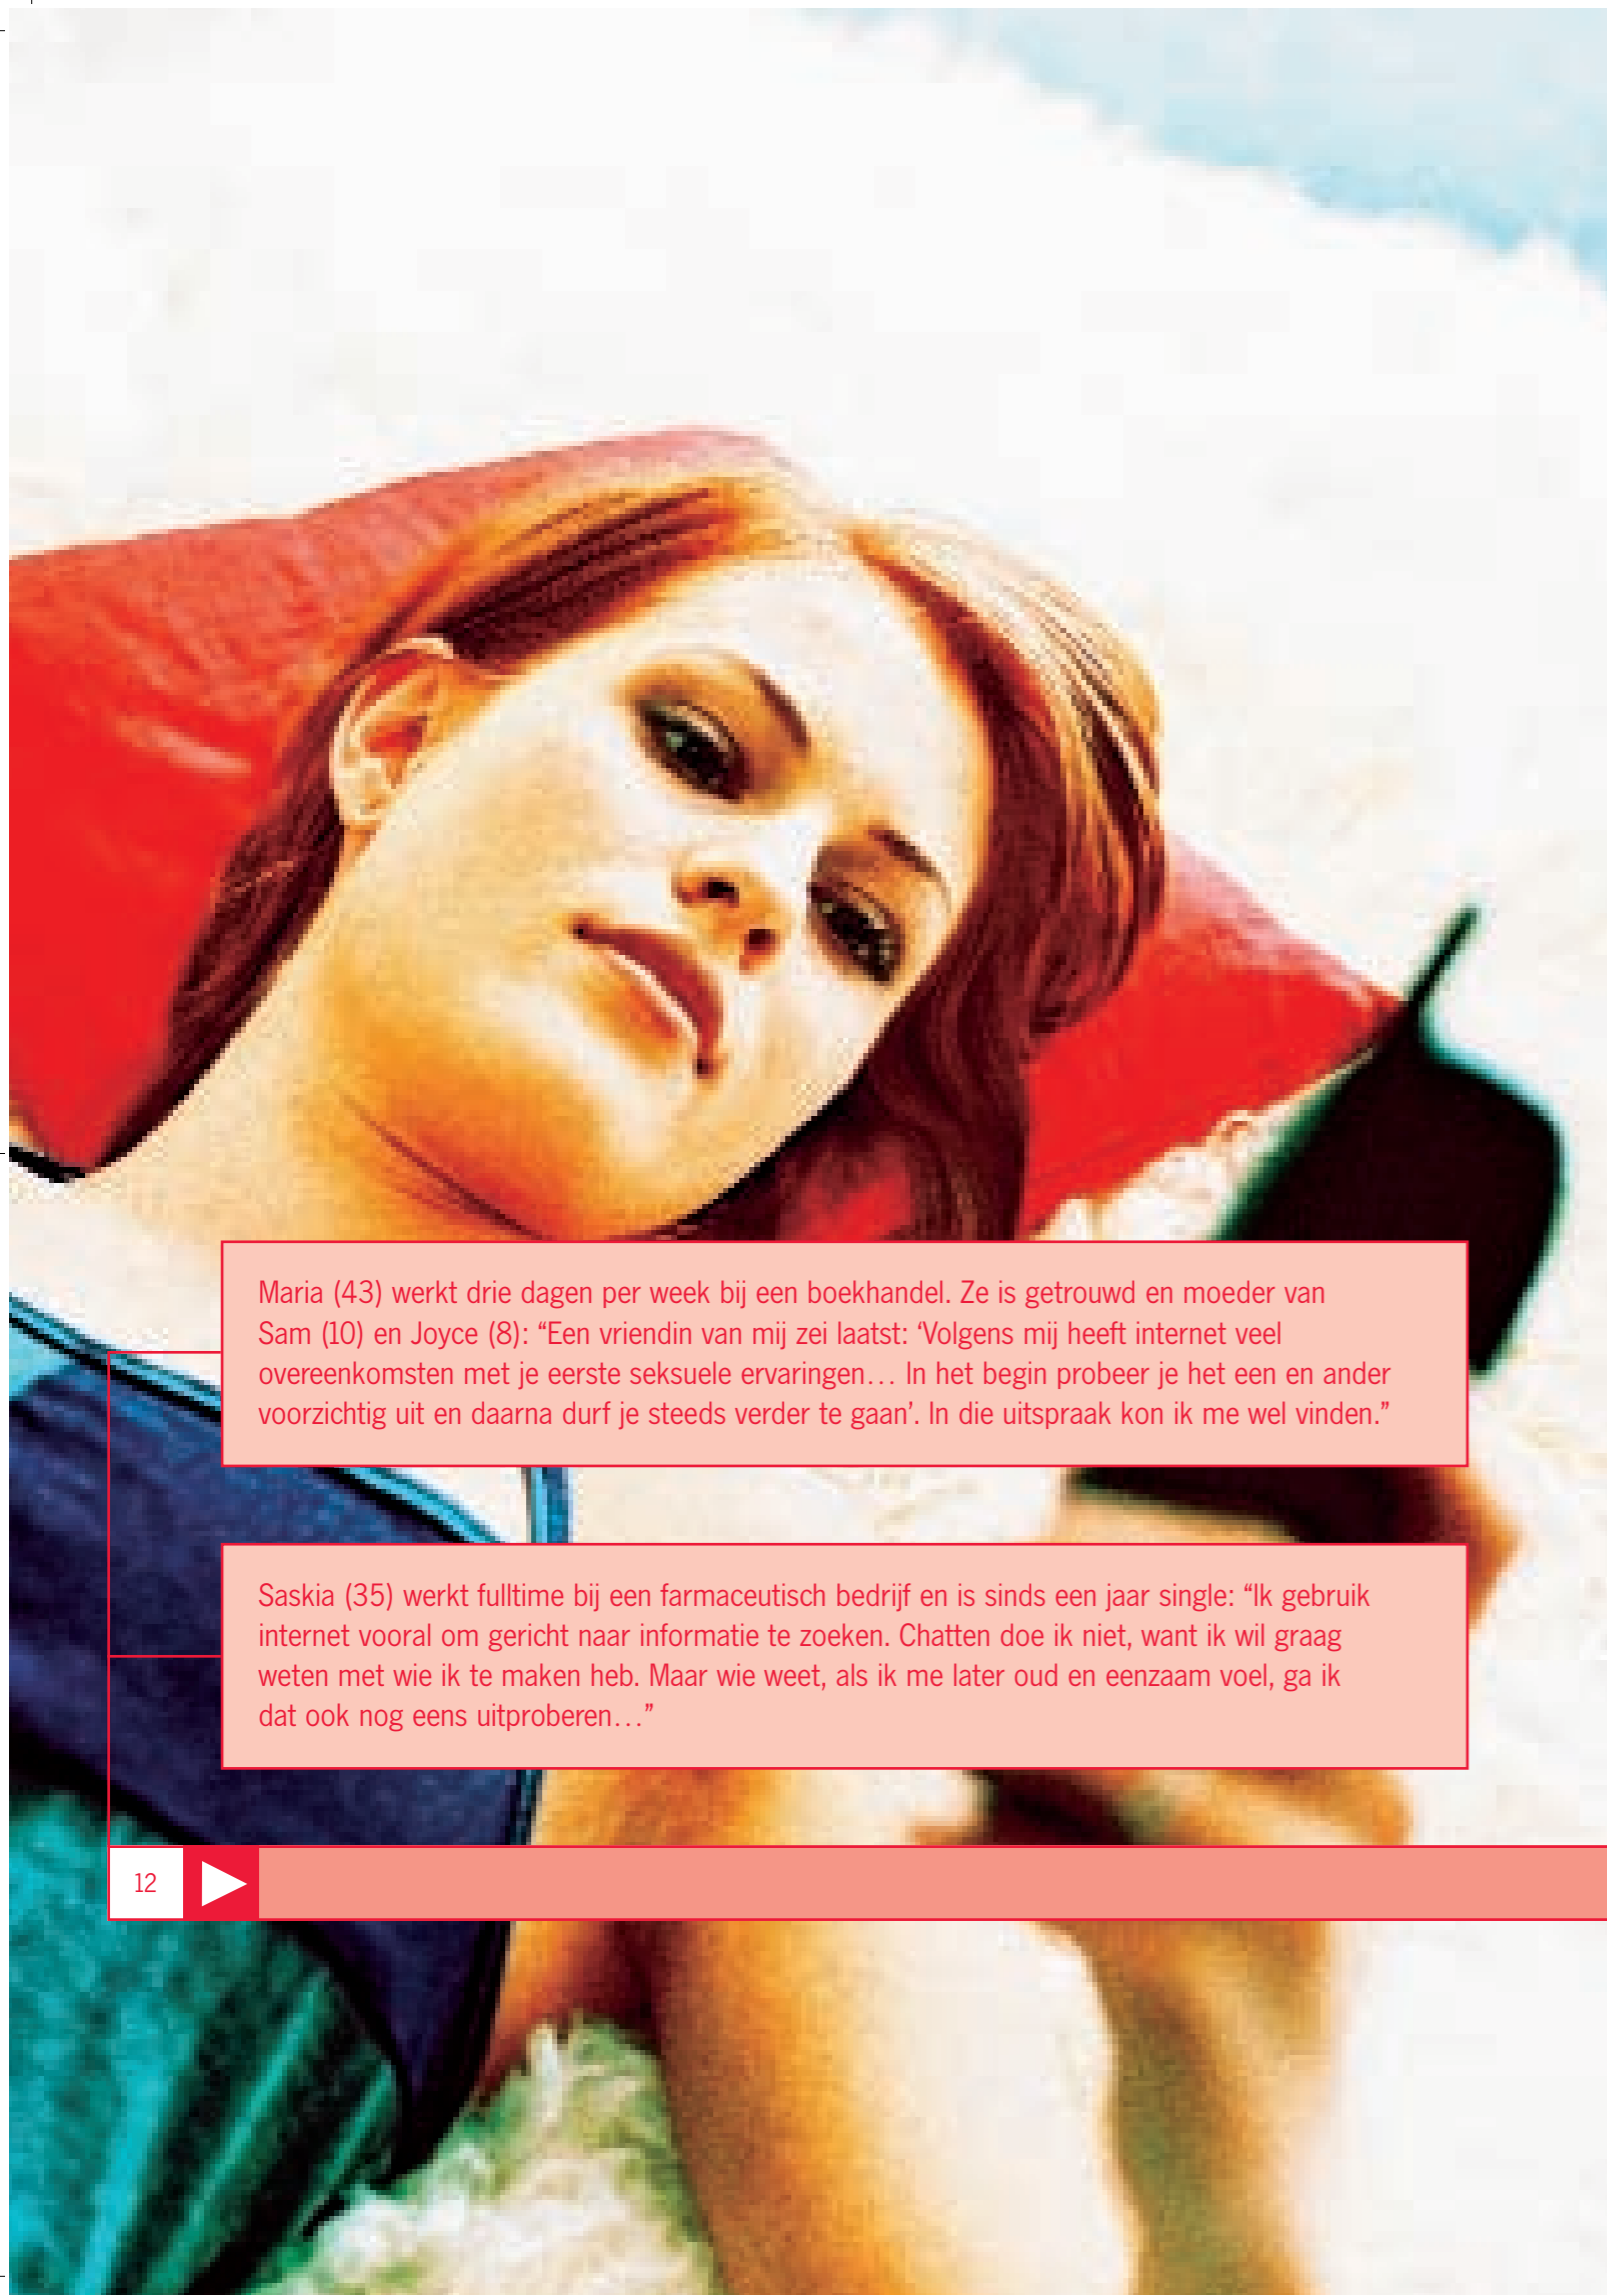 Maria (43) werkt drie dagen per week bij een boekhandel. Ze is getrouwd en moeder van
Sam (10) en Joyce (8): “Een vriendin van mij zei laatst: ‘Volgens mij heeft internet veel
overeenkomsten met je eerste seksuele ervaringen… In het begin probeer je het een en ander
voorzichtig uit en daarna durf je steeds verder te gaan’. In die uitspraak kon ik me wel vinden.”
Saskia (35) werkt fulltime bij een farmaceutisch bedrijf en is sinds een jaar single: “Ik gebruik
internet vooral om gericht naar informatie te zoeken. Chatten doe ik niet, want ik wil graag
weten met wie ik te maken heb. Maar wie weet, als ik me later oud en eenzaam voel, ga ik
dat ook nog eens uitproberen…”
12